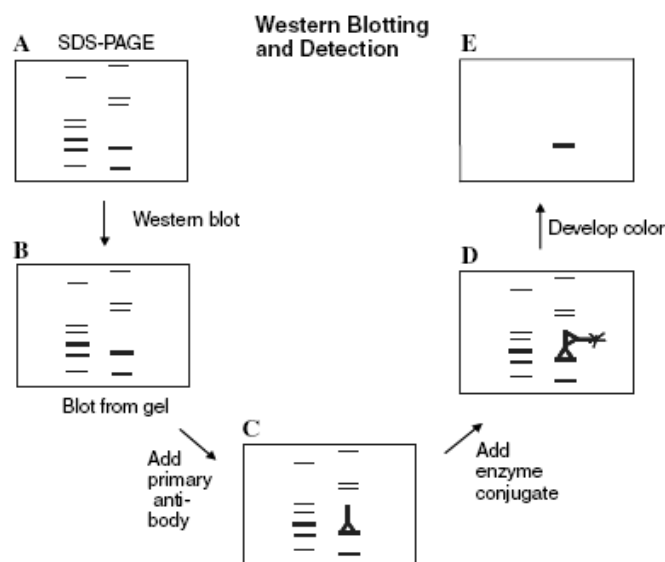 Western Blotting
and Detection
A
SDS-PAGE
E
Western blot
Develop color
B
D
Blot from gel
C
Add
primary
anti-
body
Add
enzyme
conjugate